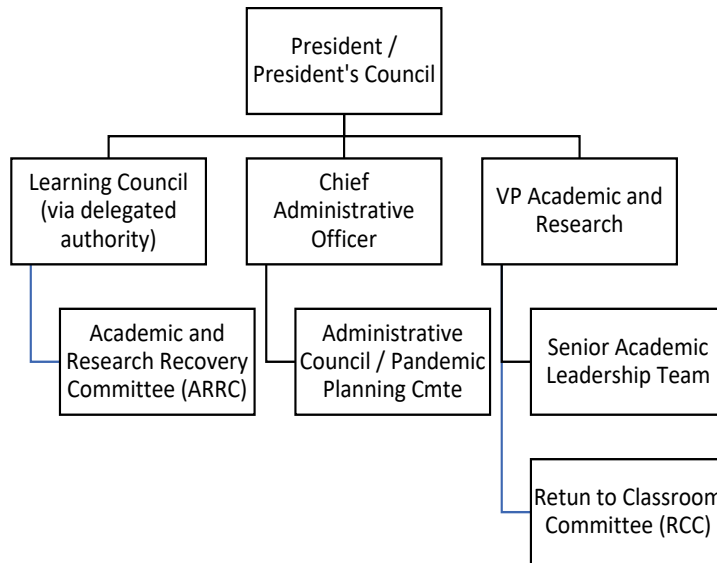 President /
President's Council
Learning Council
(via delegated
authority)
Chief
Administrative
Officer
VP Academic and
Research
Academic and
Research Recovery
Committee (ARRC)
Administrative
Council / Pandemic
Planning Cmte
Senior Academic
Leadership Team
Retun to Classroom
Committee (RCC)